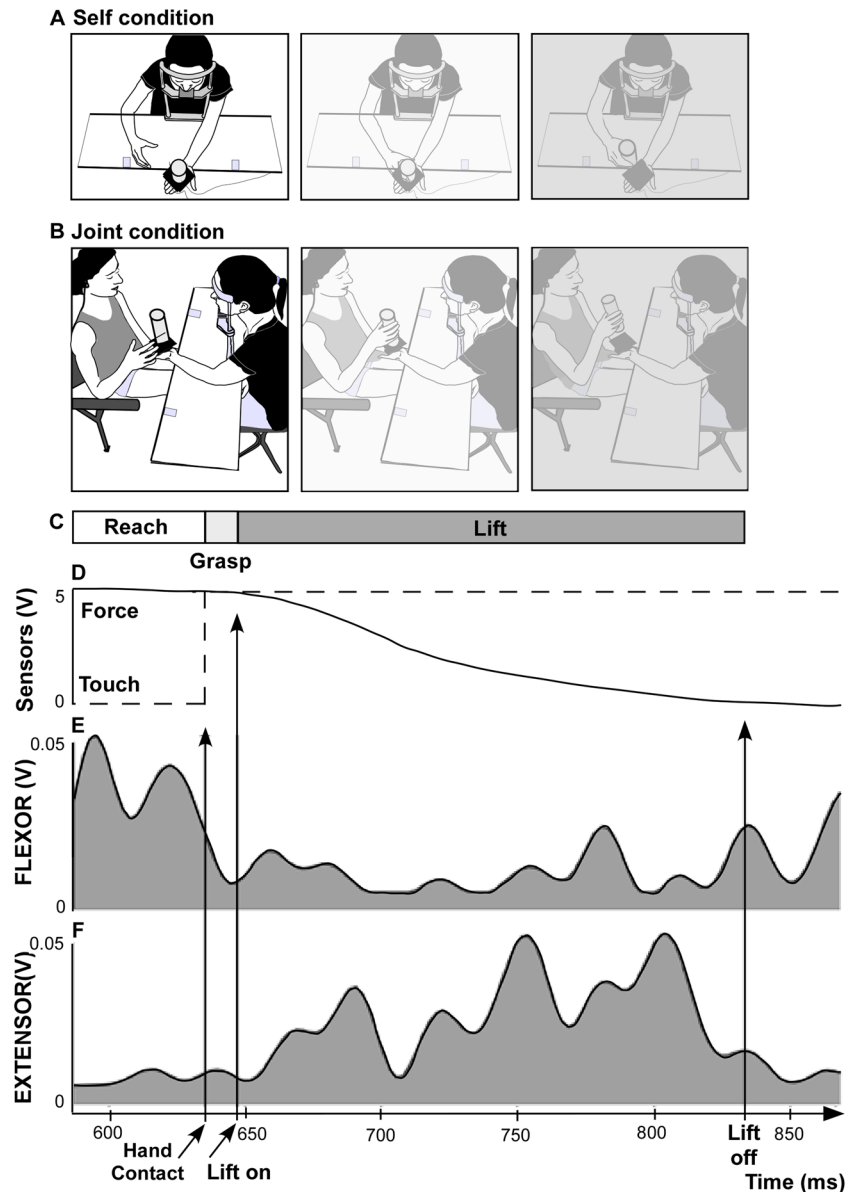 A Self condition
B Joint condition
C Reach Lift
Grasp
D
Sensors (V)
5
Force
Touch
0
E
FLEXOR (V)
0.05
0
F
EXTENSOR(V)
0.05
0
600 650 700 750 800 850
Hand
Contact
Lift on
Lift
off
Time (ms)